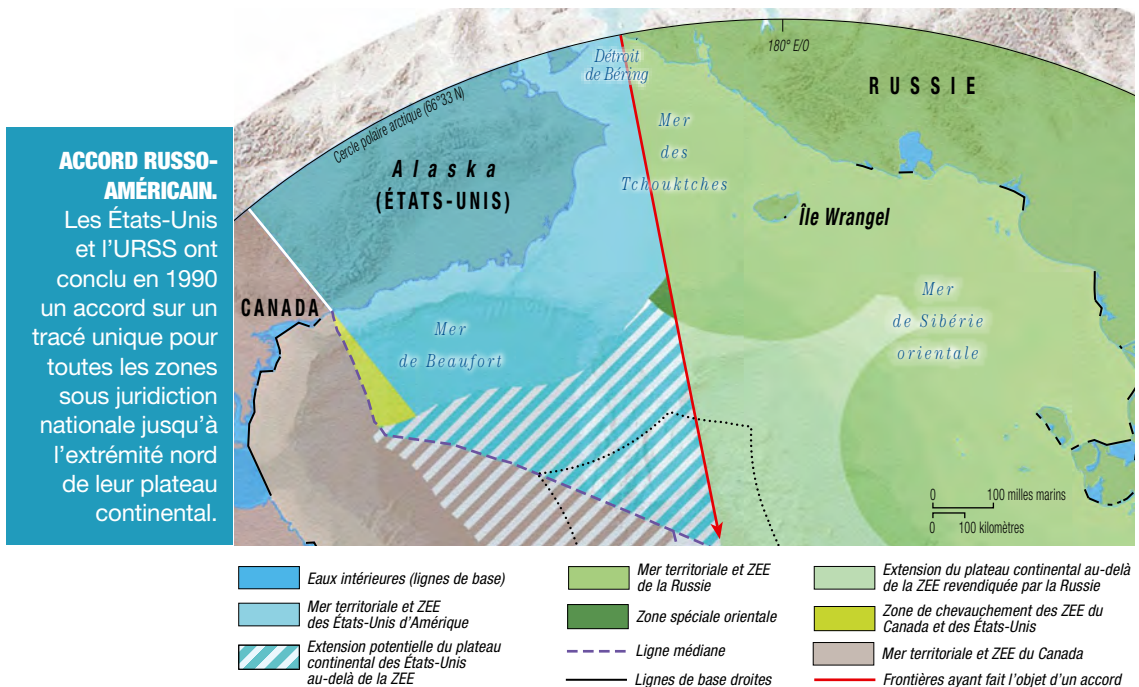 ACCORD RUSSO-
AMÉRICAIN.
Les États-Unis
et l'URSS ont
conclu en 1990
un accord sur un
tracé unique pour
toutes les zones
sous juridiction
nationale jusqu'à
l'extrémité nord
de leur plateau
continental.
180° E/O
Détroit
de Béring
RUSSIE
Cercle polaire arctique (66°33 N)
Mer
des
Tchouktches
Alaska
(ÉTATS-UNIS)
Île Wrangel
CANADA
Mer
de Beaufort
Mer
de Sibérie
orientale
0 100 milles marins
0 100 kilomètres
Eaux intérieures (lignes de base)
Mer territoriale et ZEE
des États-Unis d'Amérique
Extension potentielle du plateau
continental des États-Unis
au-delà de la ZEE
Mer territoriale et ZEE
de la Russie
Zone spéciale orientale
Ligne médiane
Lignes de base droites
Extension du plateau continental au-delà
de la ZEE revendiquée par la Russie
Zone de chevauchement des ZEE du
Canada et des États-Unis
Mer territoriale et ZEE du Canada
Frontières ayant fait l'objet d'un accord